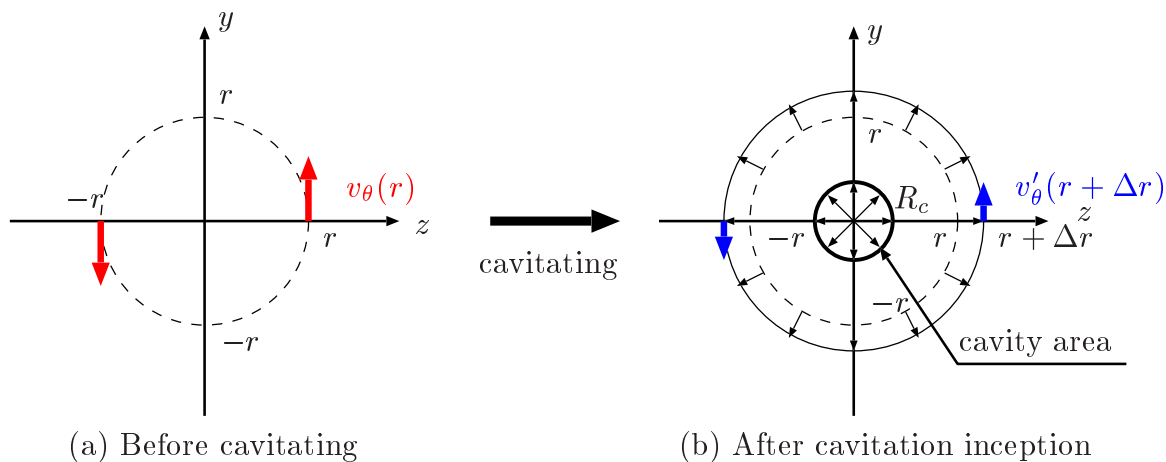 y
r
−r
v_θ(r)
r
z
−r
(a) Before cavitating
cavitating
y
r
R_c
v′_θ(r + Δr)
z
−r
r
r + Δr
−r
cavity area
(b) After cavitation inception